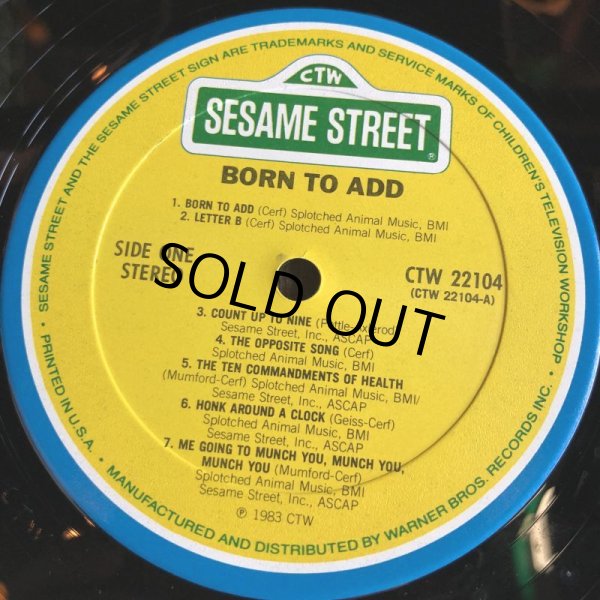 • SESAME STREET AND THE SESAME STREET SIGN ARE TRADEMARKS AND SERVICE MARKS OF CHILDREN'S TELEVISION WORKSHOP •
CTW
SESAME STREET®
BORN TO ADD
1. BORN TO ADD (Cerf) Splotched Animal Music, BMI
2. LETTER B (Cerf) Splotched Animal Music, BMI
SIDE ONE
STEREO
CTW 22104
(CTW 22104-A)
SOLD OUT
3. COUNT UP TO NINE
Sesame Street, Inc., ASCAP
4. THE OPPOSITE SONG (Cerf)
Splotched Animal Music, BMI
5. THE TEN COMMANDMENTS OF HEALTH
(Mumford-Cerf) Splotched Animal Music, BMI/
Sesame Street, Inc., ASCAP
6. HONK AROUND A CLOCK (Geiss-Cerf)
Splotched Animal Music, BMI
Sesame Street, Inc., ASCAP
7. ME GOING TO MUNCH YOU, MUNCH YOU,
MUNCH YOU (Mumford-Cerf)
Splotched Animal Music, BMI
Sesame Street, Inc., ASCAP
℗ 1983 CTW
PRINTED IN U.S.A. • MANUFACTURED AND DISTRIBUTED BY WARNER BROS. RECORDS INC. •